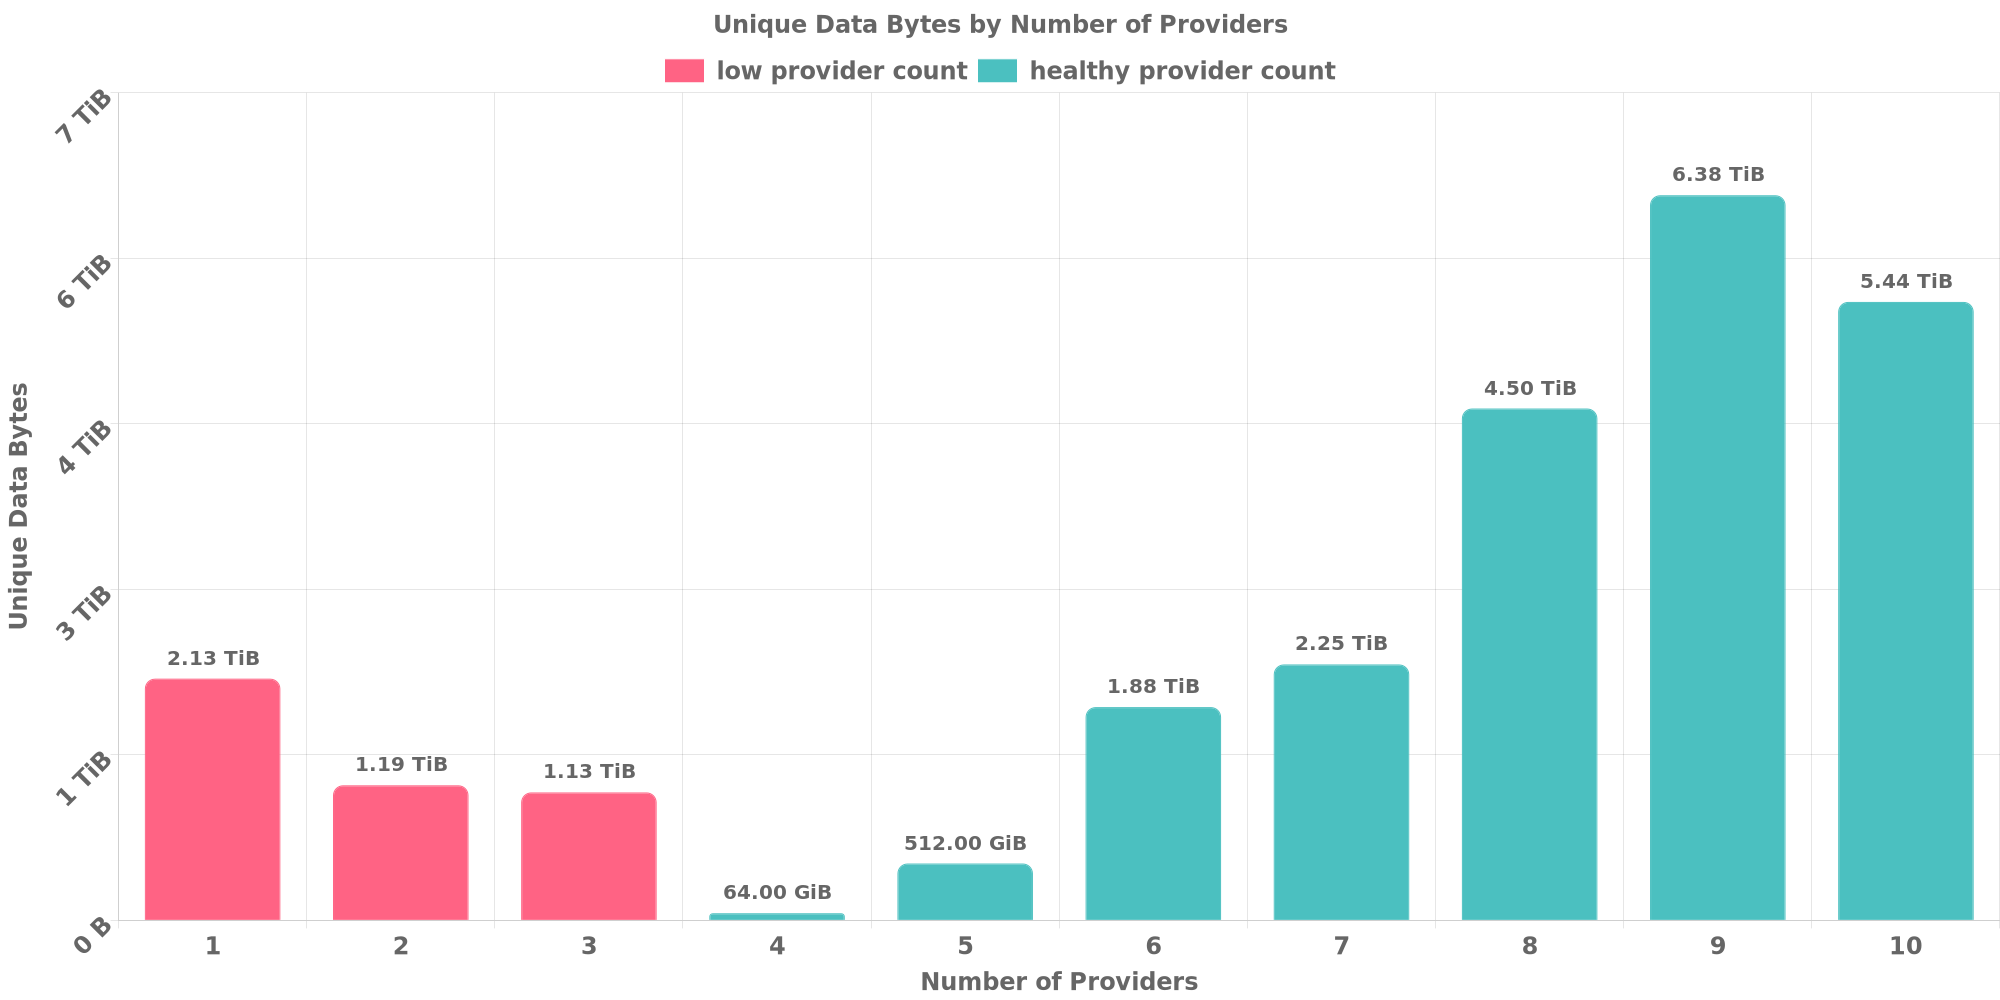 Unique Data Bytes by Number of Providers
low provider count healthy provider count
7 TiB
6 TiB
4 TiB
3 TiB
1 TiB
0 B
Unique Data Bytes
2.13 TiB
1.19 TiB
1.13 TiB
64.00 GiB
512.00 GiB
1.88 TiB
2.25 TiB
4.50 TiB
6.38 TiB
5.44 TiB
1 2 3 4 5 6 7 8 9 10
Number of Providers